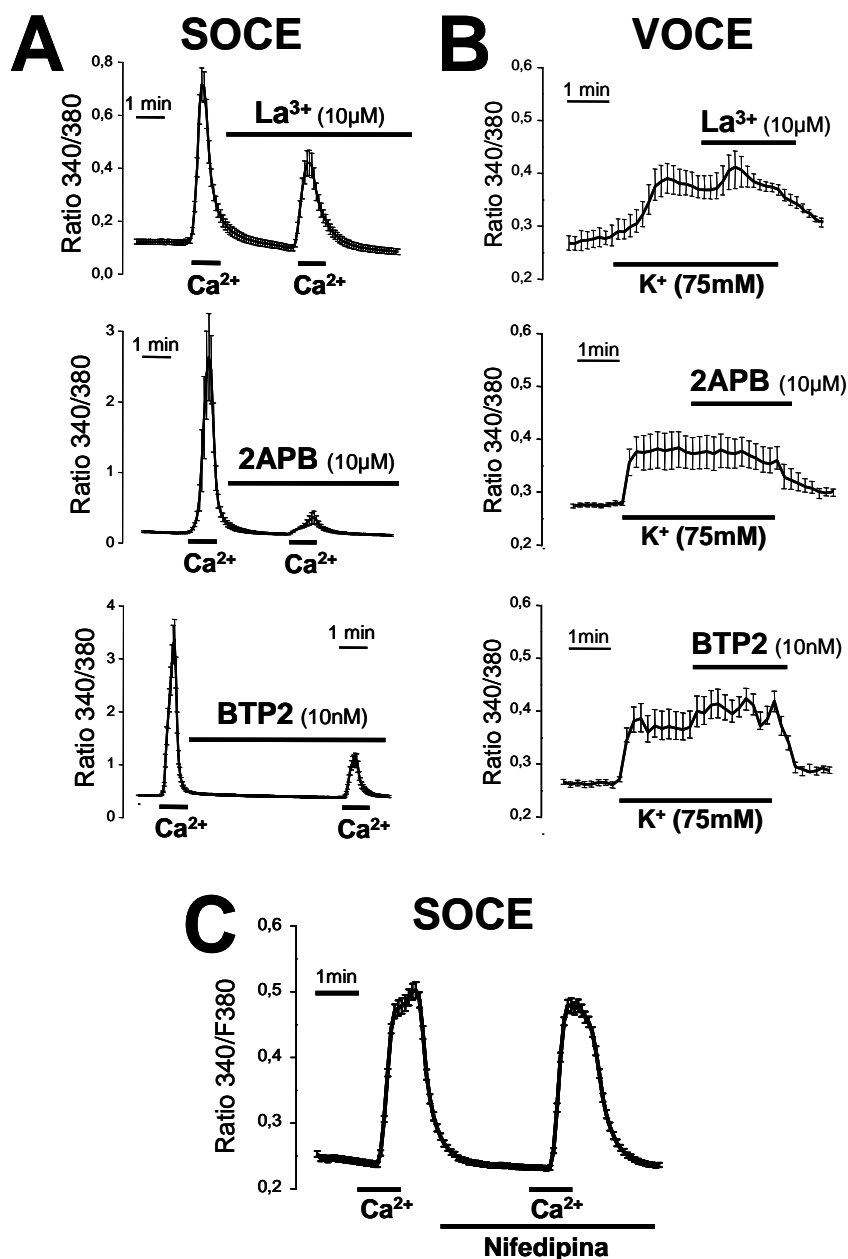 A
SOCE
0,8
0,6
0,4
0,2
0,0
Ratio 340/380
1 min
La³⁺ (10µM)
Ca²⁺
Ca²⁺
3
2
1
0
Ratio 340/380
1 min
2APB (10µM)
Ca²⁺
Ca²⁺
4
3
2
1
0
Ratio 340/380
1 min
BTP2 (10nM)
Ca²⁺
Ca²⁺
B
VOCE
0,6
0,5
0,4
0,3
0,2
Ratio 340/380
1 min
La³⁺ (10µM)
K⁺ (75mM)
0,6
0,5
0,4
0,3
0,2
Ratio 340/380
1min
2APB (10µM)
K⁺ (75mM)
0,6
0,5
0,4
0,3
0,2
Ratio 340/380
1min
BTP2 (10nM)
K⁺ (75mM)
C
SOCE
0,6
0,5
0,4
0,3
0,2
Ratio 340/F380
1min
Ca²⁺
Ca²⁺
Nifedipina